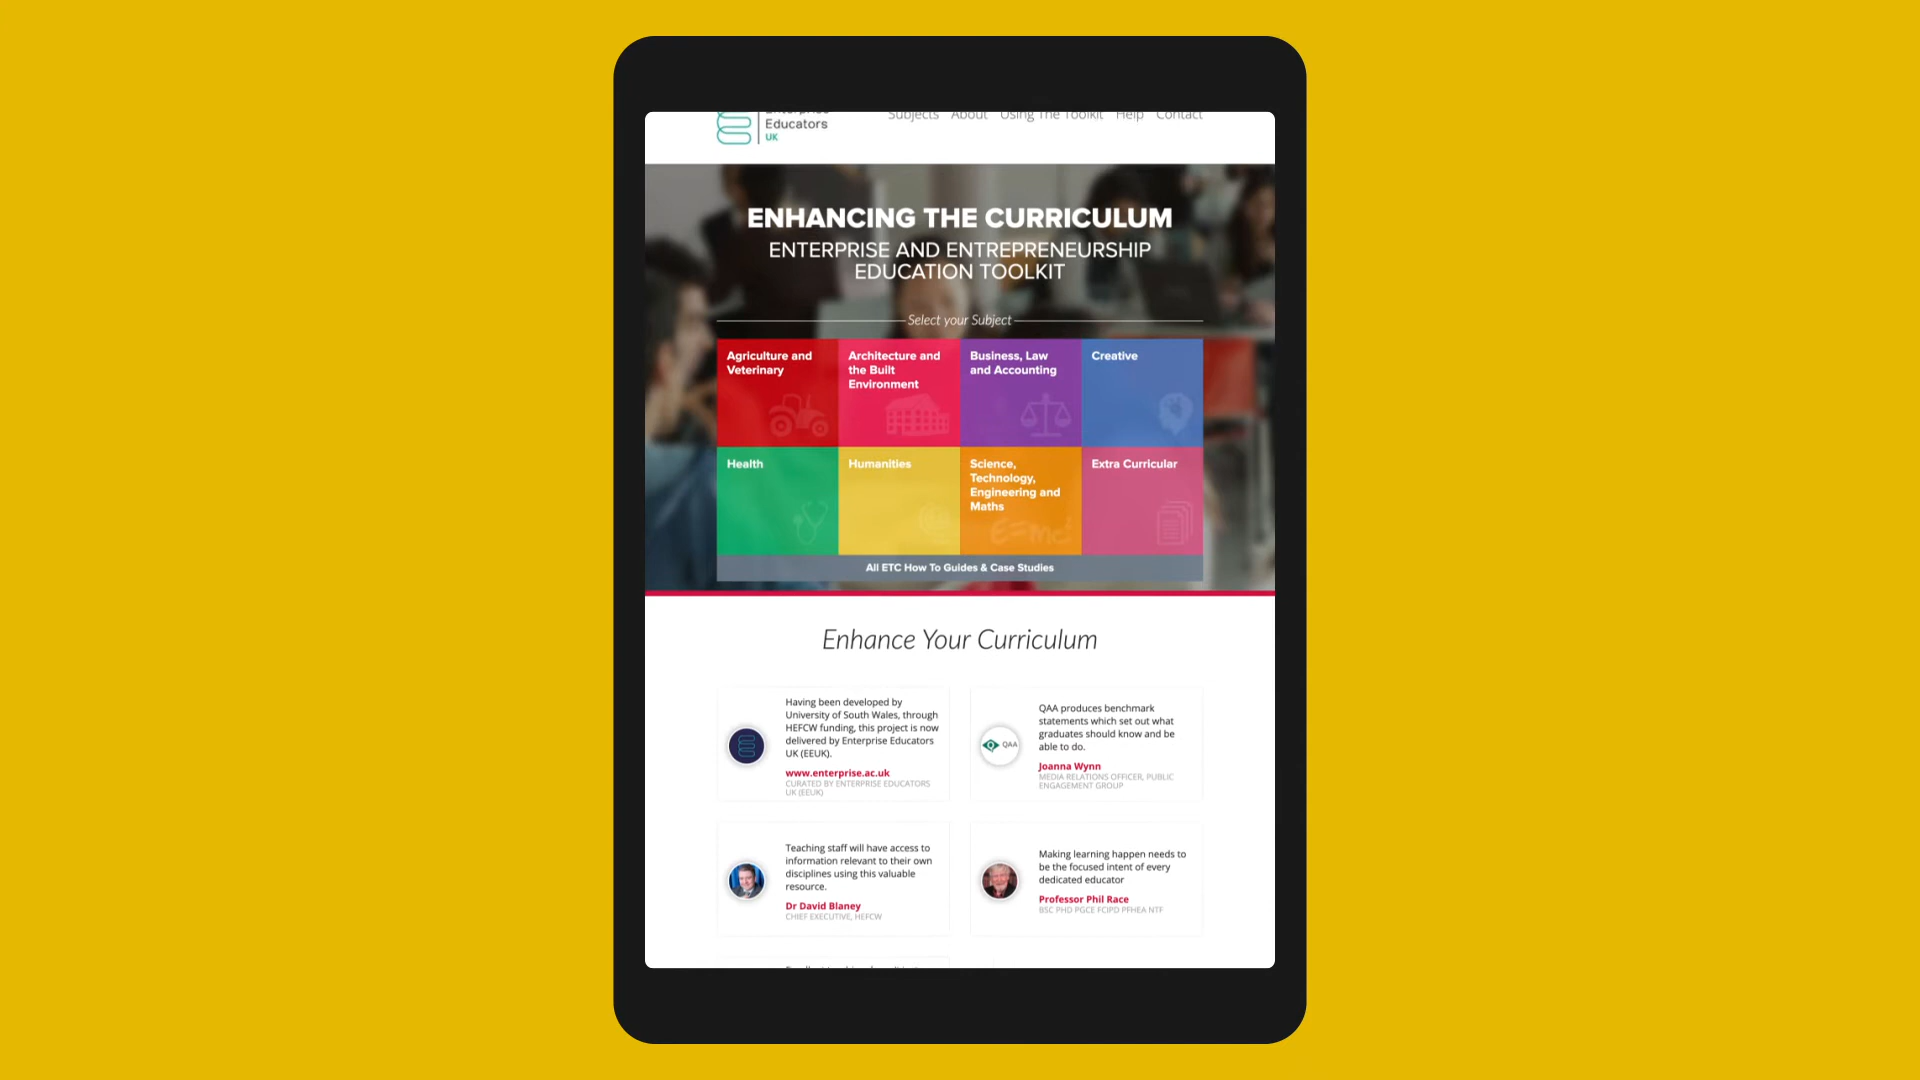 Educators
UK
Subjects About Using The Toolkit Help Contact
ENHANCING THE CURRICULUM
ENTERPRISE AND ENTREPRENEURSHIP
EDUCATION TOOLKIT
Select your Subject
Agriculture and
Veterinary
Architecture and
the Built
Environment
Business, Law
and Accounting
Creative
Health
Humanities
Science,
Technology,
Engineering and
Maths
E=mc²
Extra Curricular
All ETC How To Guides & Case Studies
Enhance Your Curriculum
Having been developed by
University of South Wales, through
HEFCW funding, this project is now
delivered by Enterprise Educators
UK (EEUK).
www.enterprise.ac.uk
CURATED BY ENTERPRISE EDUCATORS
UK (EEUK)
QAA
QAA produces benchmark
statements which set out what
graduates should know and be
able to do.
Joanna Wynn
MEDIA RELATIONS OFFICER, PUBLIC
ENGAGEMENT GROUP
Teaching staff will have access to
information relevant to their own
disciplines using this valuable
resource.
Dr David Blaney
CHIEF EXECUTIVE, HEFCW
Making learning happen needs to
be the focused intent of every
dedicated educator
Professor Phil Race
BSC PHD PGCE FCIPD PFHEA NTF